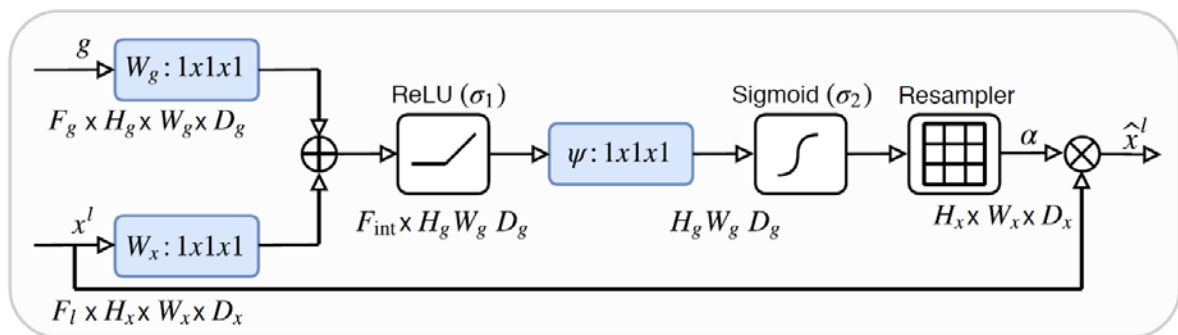 g
W_g : 1x1x1
F_g x H_g x W_g x D_g
x^l
W_x : 1x1x1
F_l x H_x x W_x x D_x
ReLU (σ_1)
F_int x H_g W_g D_g
ψ : 1x1x1
Sigmoid (σ_2)
H_g W_g D_g
Resampler
α
H_x x W_x x D_x
x̂^l